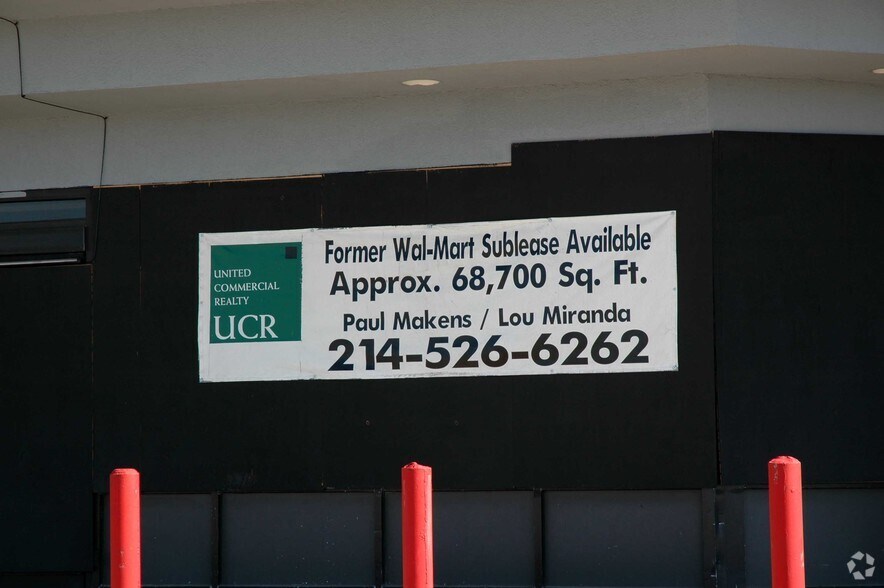 UNITED
COMMERCIAL
REALTY
UCR
Former Wal-Mart Sublease Available
Approx. 68,700 Sq. Ft.
Paul Makens / Lou Miranda
214-526-6262